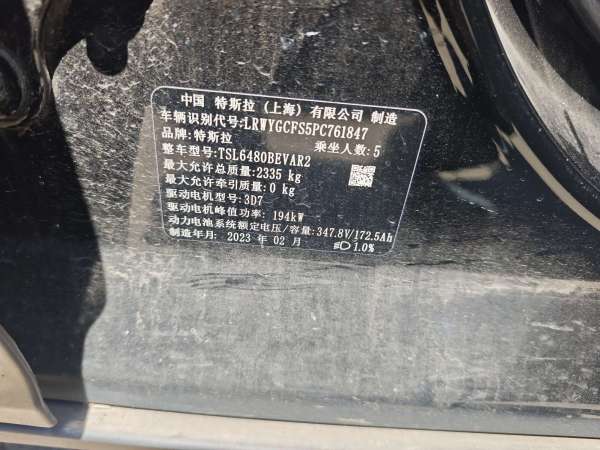 中国 特斯拉（上海）有限公司 制造
车辆识别代号:LRWYGCFS5PC761847
品牌:特斯拉 乘坐人数:5
整车型号:TSL6480BEVAR2
最大允许总质量:2335 kg
最大允许牵引质量:0 kg
驱动电机型号:3D7
驱动电机峰值功率: 194kW
动力电池系统额定电压/容量:347.8V/172.5Ah
制造年月: 2023 年 02 月 1.0%